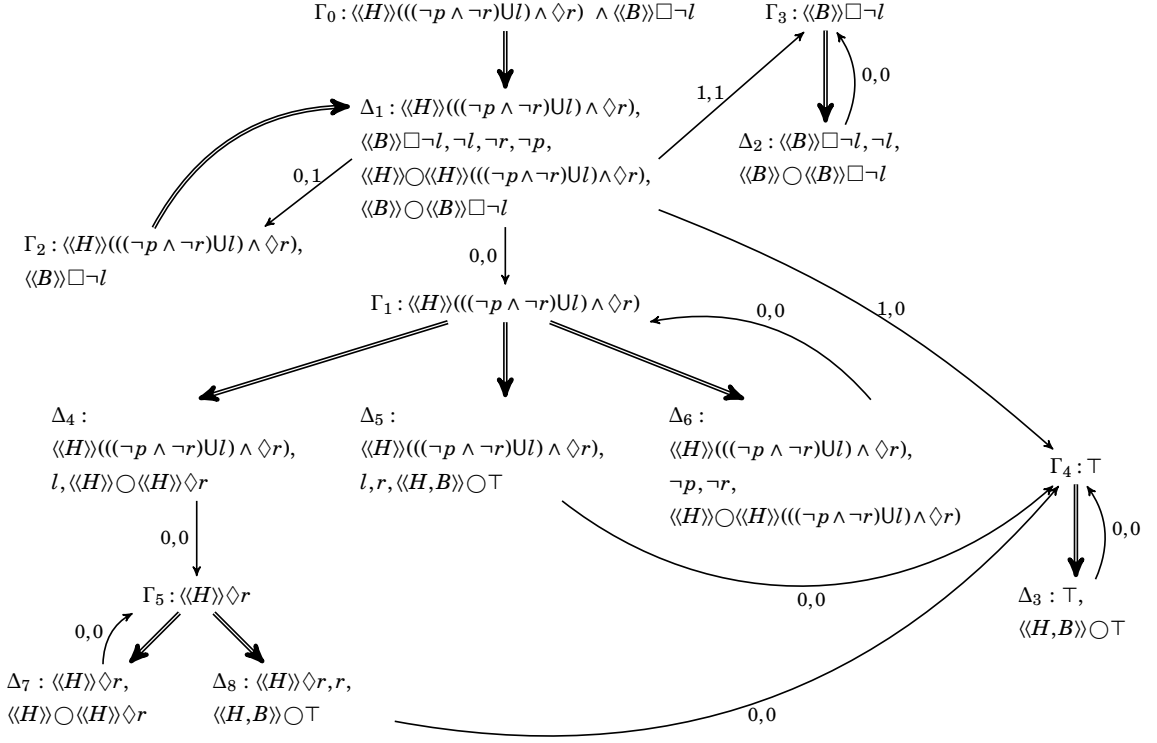 Γ₀ : ⟨⟨H⟩⟩(((¬p ∧ ¬r)Ul) ∧ ◇r) ∧ ⟨⟨B⟩⟩□¬l
Γ₃ : ⟨⟨B⟩⟩□¬l
0,0
1,1
Δ₁ : ⟨⟨H⟩⟩(((¬p ∧ ¬r)Ul) ∧ ◇r),
⟨⟨B⟩⟩□¬l,¬l,¬r,¬p,
⟨⟨H⟩⟩○⟨⟨H⟩⟩(((¬p∧¬r)Ul)∧◇r),
⟨⟨B⟩⟩○⟨⟨B⟩⟩□¬l
Δ₂ : ⟨⟨B⟩⟩□¬l,¬l,
⟨⟨B⟩⟩○⟨⟨B⟩⟩□¬l
0,1
Γ₂ : ⟨⟨H⟩⟩(((¬p ∧ ¬r)Ul) ∧ ◇r),
⟨⟨B⟩⟩□¬l
0,0
Γ₁ : ⟨⟨H⟩⟩(((¬p ∧ ¬r)Ul) ∧ ◇r)
0,0
1,0
Δ₄ :
⟨⟨H⟩⟩(((¬p ∧ ¬r)Ul) ∧ ◇r),
l,⟨⟨H⟩⟩○⟨⟨H⟩⟩◇r
Δ₅ :
⟨⟨H⟩⟩(((¬p ∧ ¬r)Ul) ∧ ◇r),
l,r,⟨⟨H,B⟩⟩○⊤
Δ₆ :
⟨⟨H⟩⟩(((¬p ∧ ¬r)Ul) ∧ ◇r),
¬p,¬r,
⟨⟨H⟩⟩○⟨⟨H⟩⟩(((¬p∧¬r)Ul)∧◇r)
Γ₄ : ⊤
0,0
0,0
0,0
Γ₅ : ⟨⟨H⟩⟩◇r
Δ₃ : ⊤,
⟨⟨H,B⟩⟩○⊤
0,0
Δ₇ : ⟨⟨H⟩⟩◇r,
⟨⟨H⟩⟩○⟨⟨H⟩⟩◇r
Δ₈ : ⟨⟨H⟩⟩◇r,r,
⟨⟨H,B⟩⟩○⊤
0,0